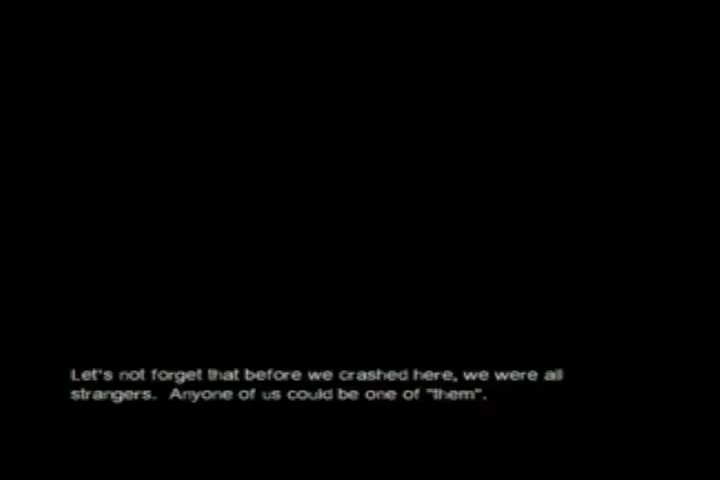 Let's not forget that before we crashed here, we were all
strangers.  Anyone of us could be one of "them".